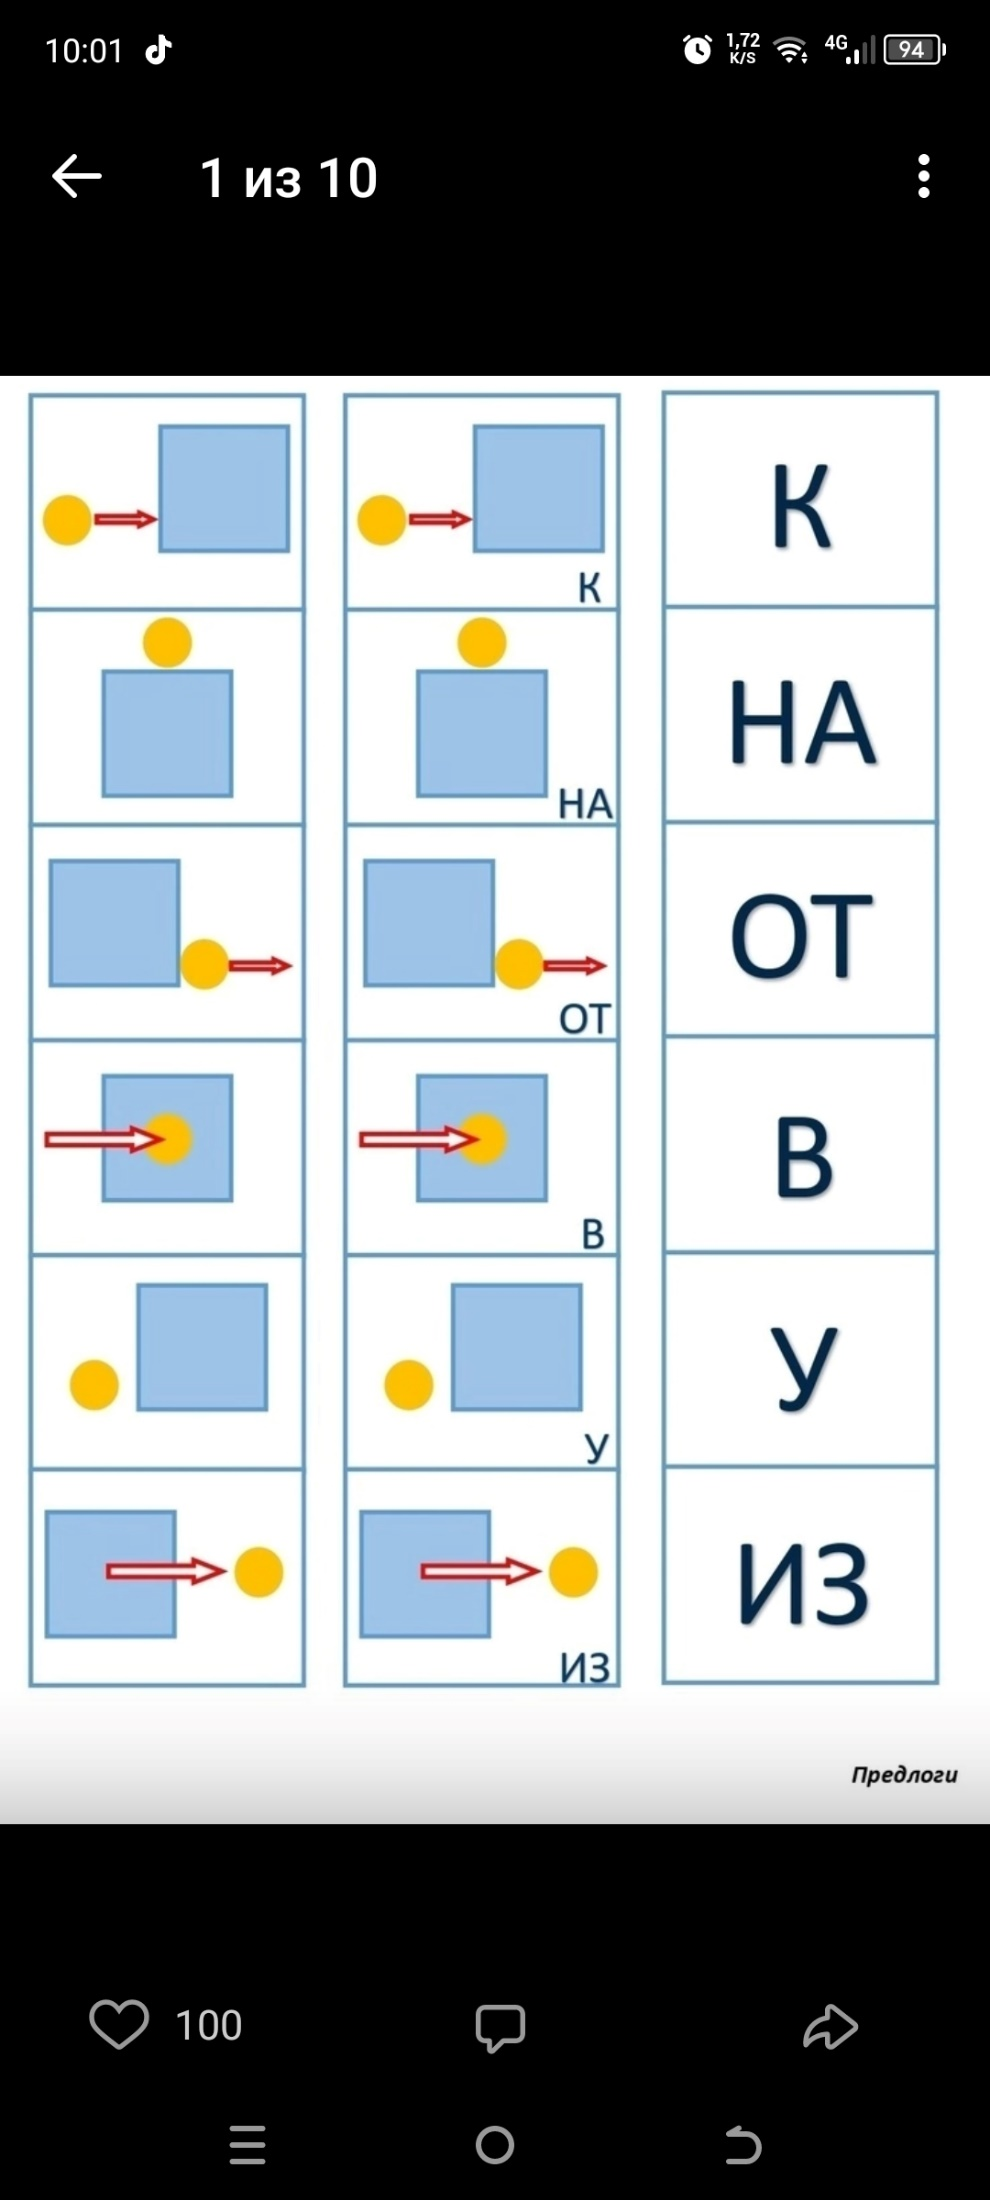 10:01
1,72
K/S
4G
94
1 из 10
К
К
НА
НА
ОТ
ОТ
В
В
У
У
ИЗ
ИЗ
Предлоги
100